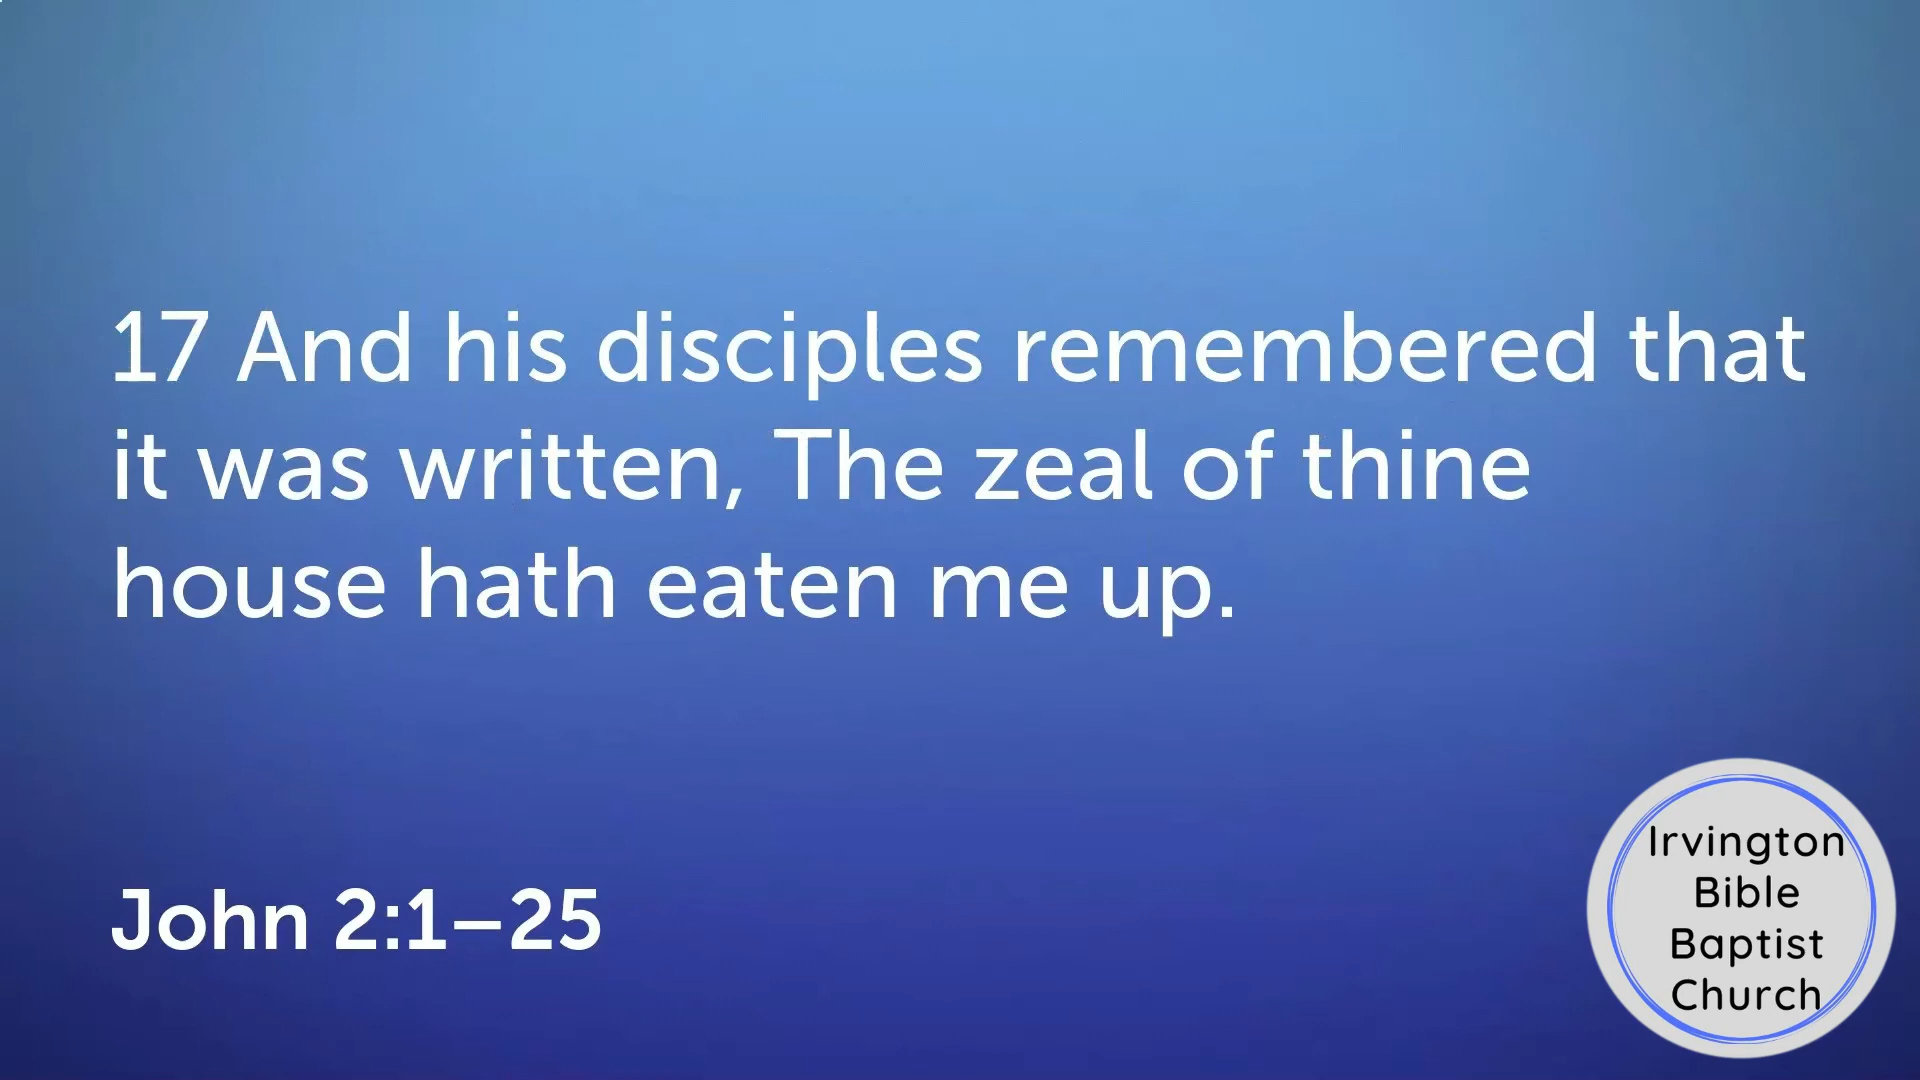 17 And his disciples remembered that
it was written, The zeal of thine
house hath eaten me up.
John 2:1–25
Irvington
Bible
Baptist
Church